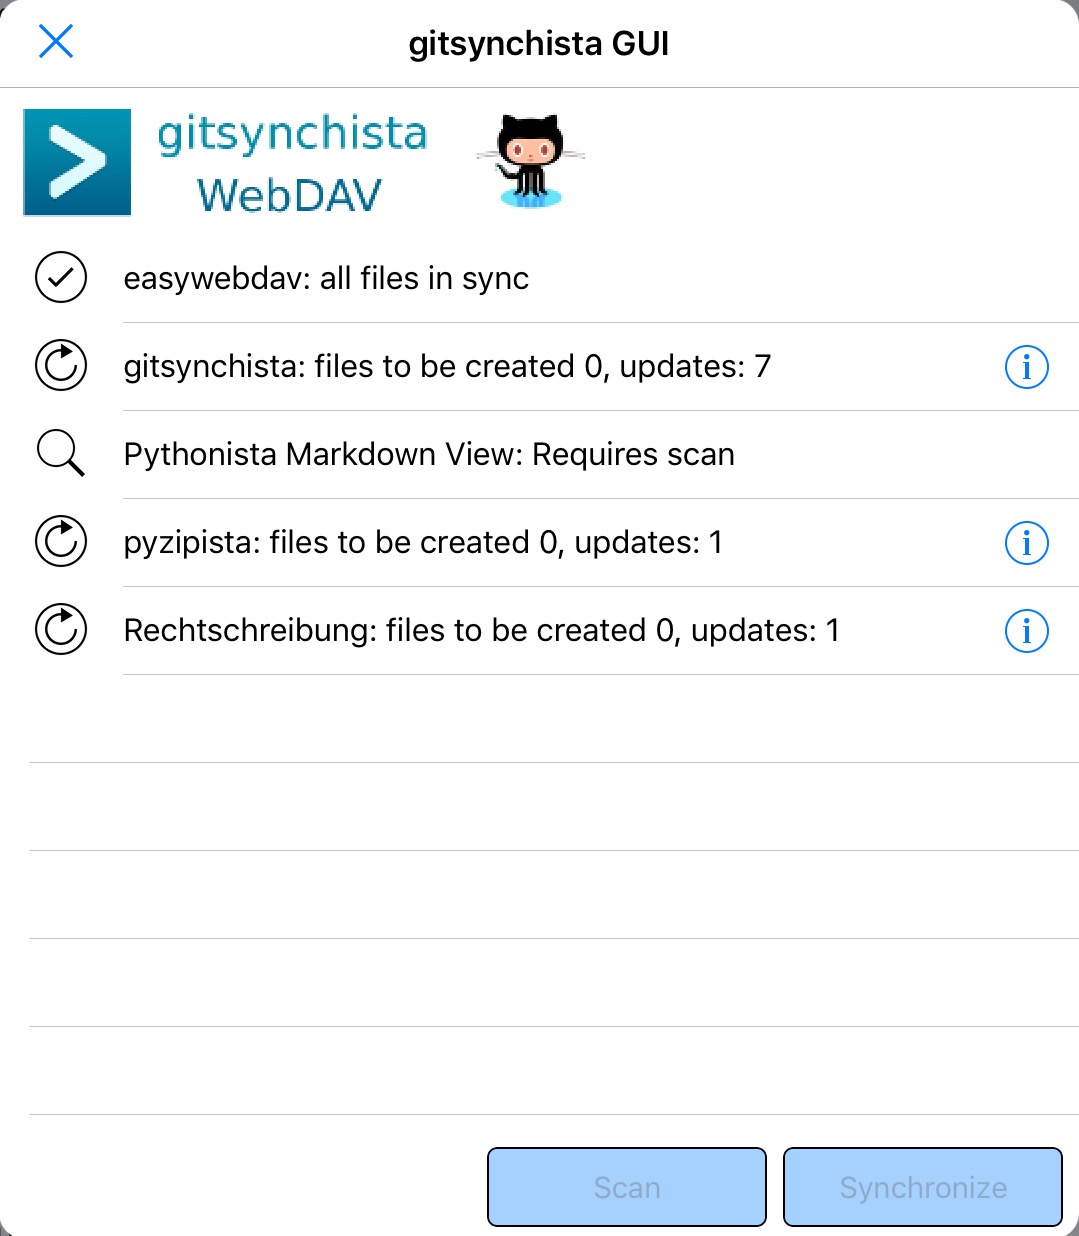 gitsynchista GUI
gitsynchista
WebDAV
easywebdav: all files in sync
gitsynchista: files to be created 0, updates: 7
Pythonista Markdown View: Requires scan
pyzipista: files to be created 0, updates: 1
Rechtschreibung: files to be created 0, updates: 1
Scan
Synchronize